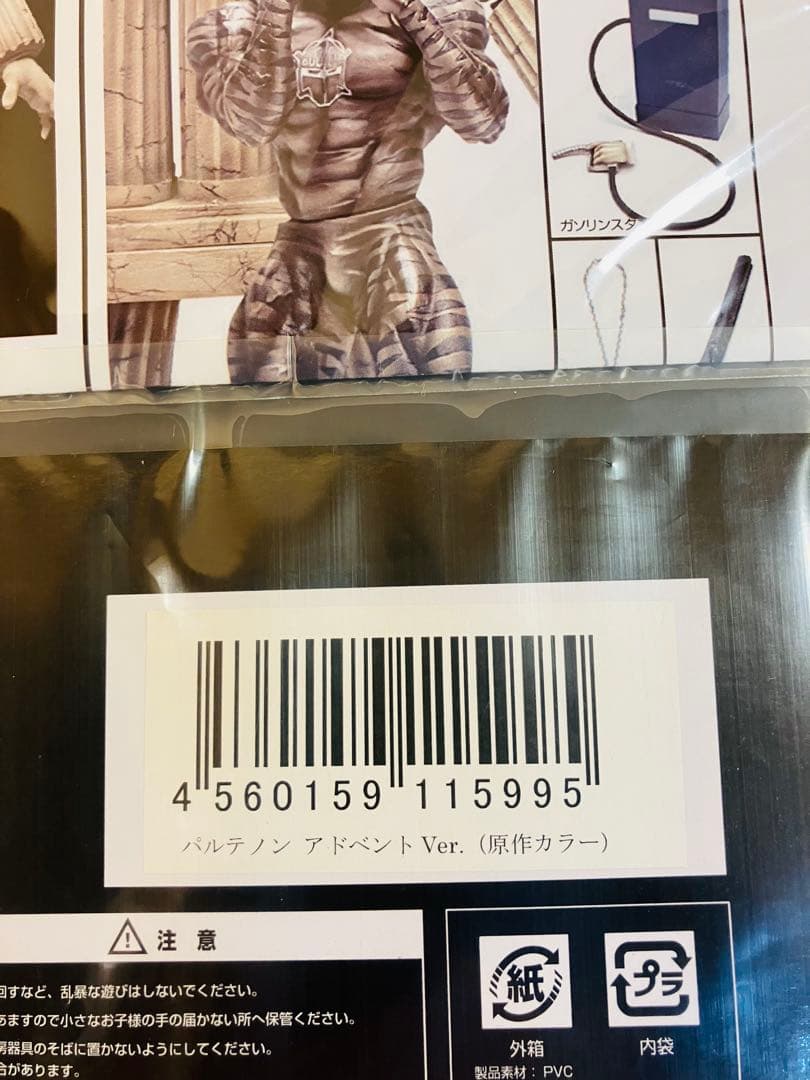 ガソリンスタ
4 560159 115995
パルテノン アドベント Ver.（原作カラー）
注 意
回すなど、乱暴な遊びはしないでください。
ありますので小さなお子様の手の届かない所へ保管ください。
房器具のそばに置かないようにしてください。
合があります。
紙
外箱
プラ
内袋
製品素材：PVC